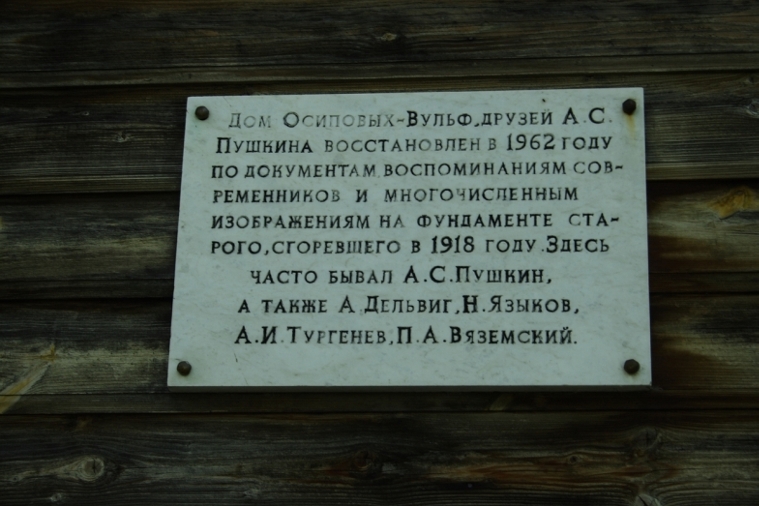 Дом Осиповых-Вульф, друзей А.С.
Пушкина восстановлен в 1962 году
по документам, воспоминаниям сов-
ременников и многочисленным
изображениям на фундаменте ста-
рого, сгоревшего в 1918 году. Здесь
часто бывал А.С.Пушкин,
а также А.Дельвиг, Н.Языков,
А.И.Тургенев, П.А.Вяземский.